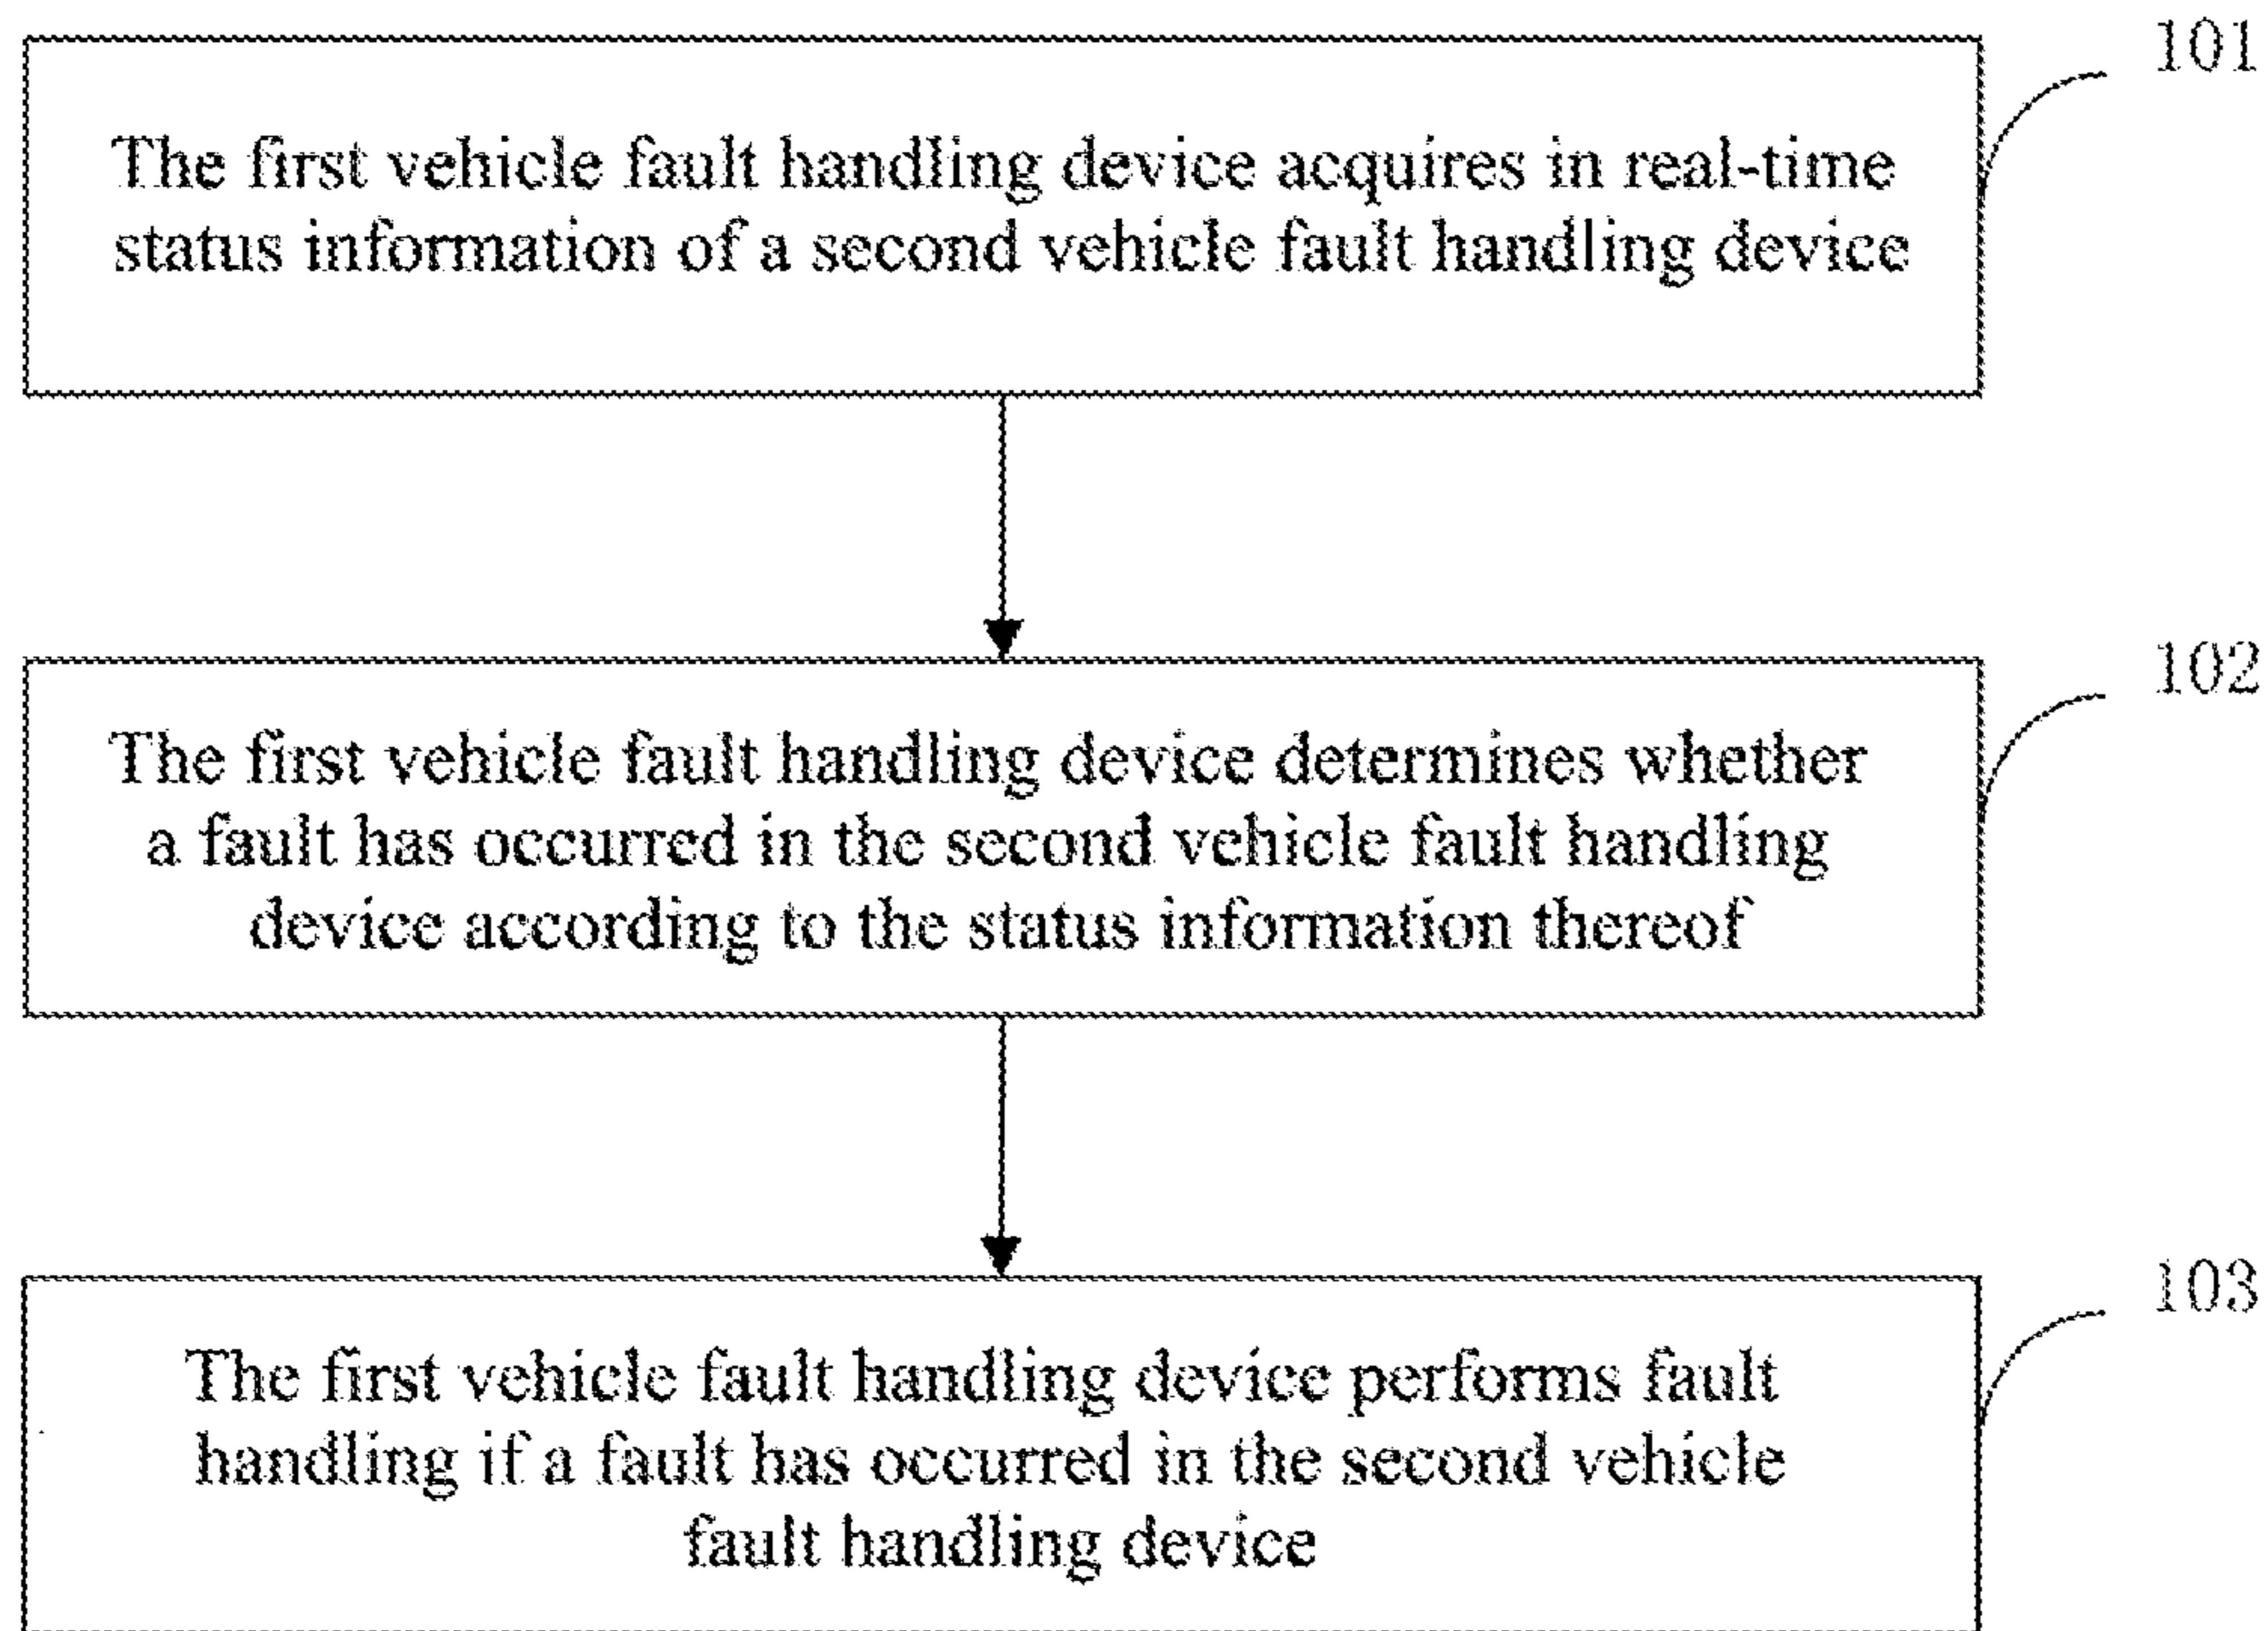 101
The first vehicle fault handling device acquires in real-time
status information of a second vehicle fault handling device
102
The first vehicle fault handling device determines whether
a fault has occurred in the second vehicle fault handling
device according to the status information thereof
103
The first vehicle fault handling device performs fault
handling if a fault has occurred in the second vehicle
fault handling device